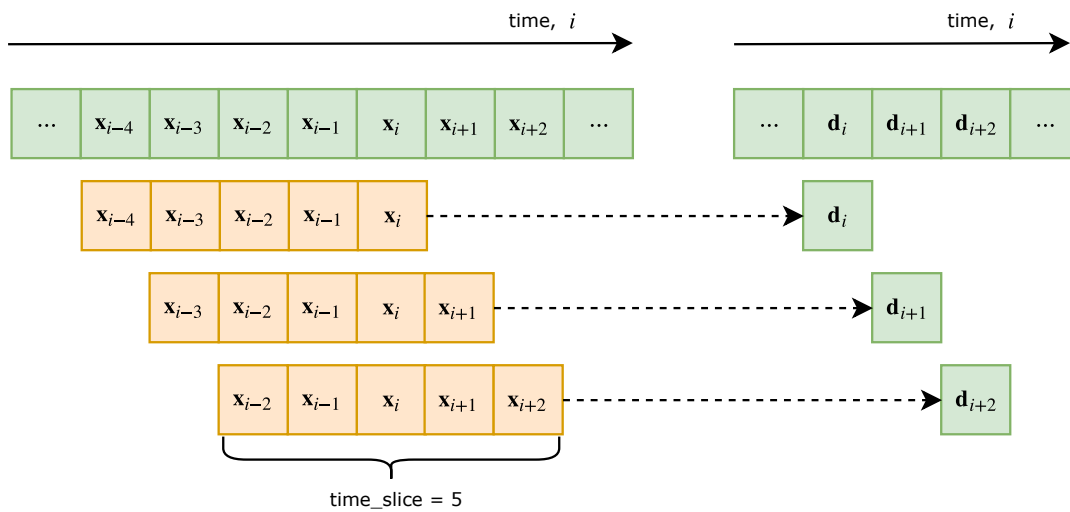 time, i time, i
... x_{i−4} x_{i−3} x_{i−2} x_{i−1} x_i x_{i+1} x_{i+2} ... ... d_i d_{i+1} d_{i+2} ...
x_{i−4} x_{i−3} x_{i−2} x_{i−1} x_i d_i
x_{i−3} x_{i−2} x_{i−1} x_i x_{i+1} d_{i+1}
x_{i−2} x_{i−1} x_i x_{i+1} x_{i+2} d_{i+2}
time_slice = 5